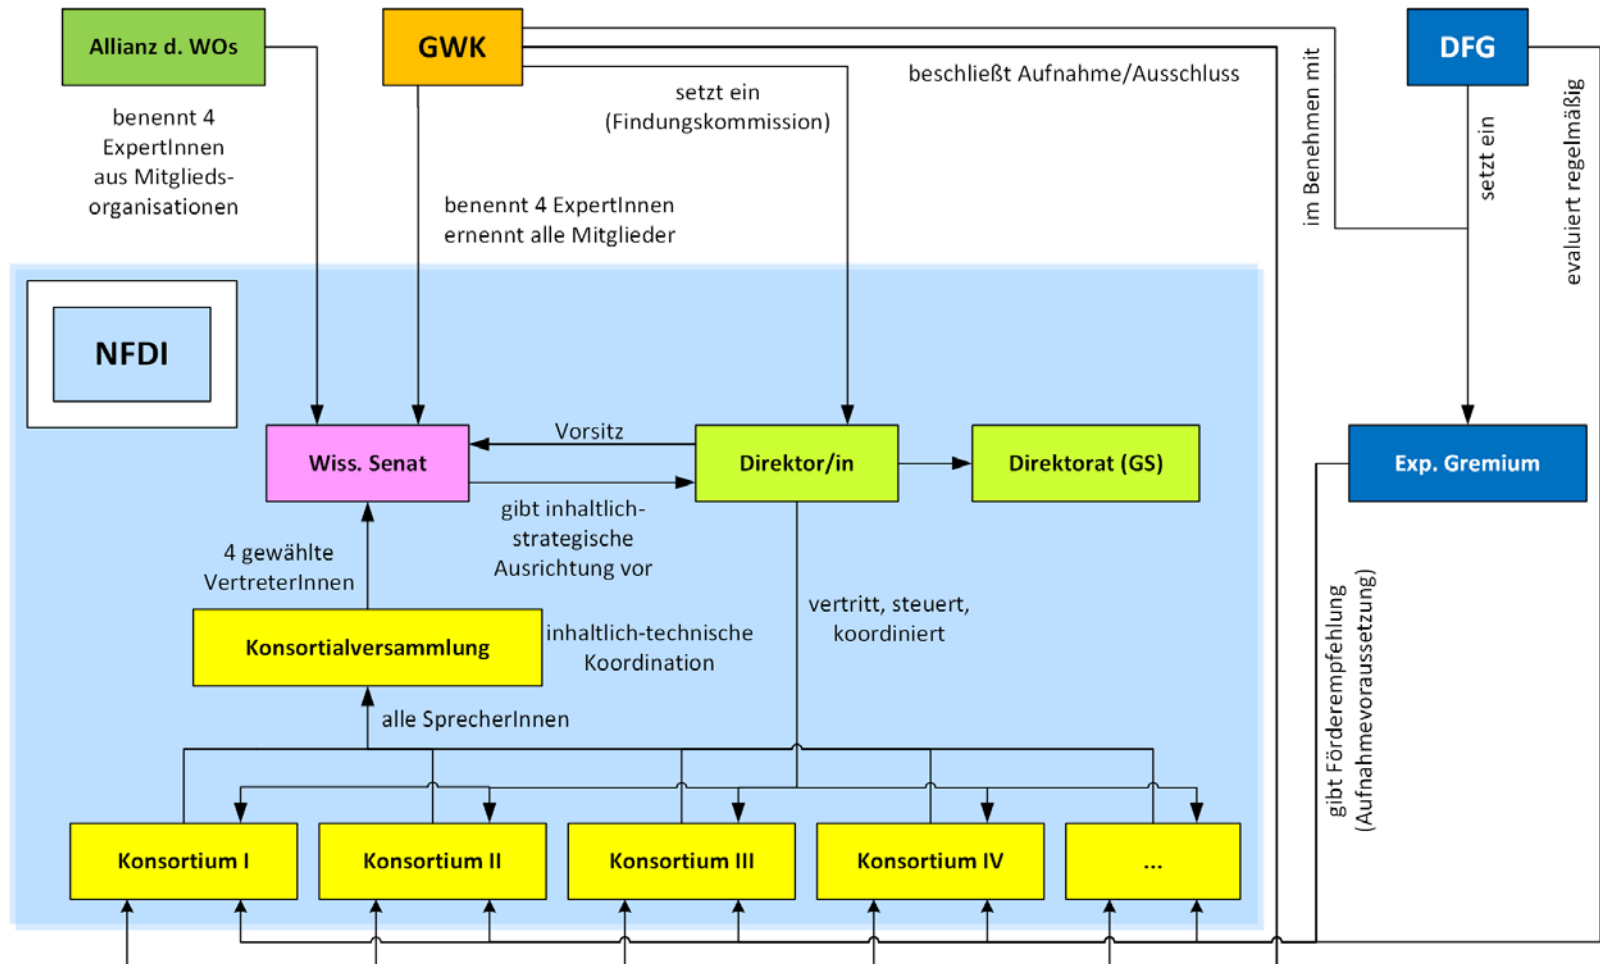 Allianz d. WOs
GWK
DFG
benennt 4
ExpertInnen
aus Mitglieds-
organisationen
setzt ein
(Findungskommission)
beschließt Aufnahme/Ausschluss
im Benehmen mit
setzt ein
evaluiert regelmäßig
benennt 4 ExpertInnen
ernennt alle Mitglieder
NFDI
Wiss. Senat
Vorsitz
Direktor/in
Direktorat (GS)
Exp. Gremium
gibt inhaltlich-
strategische
Ausrichtung vor
4 gewählte
VertreterInnen
vertritt, steuert,
koordiniert
Konsortialversammlung
inhaltlich-technische
Koordination
gibt Förderempfehlung
(Aufnahmevoraussetzung)
alle SprecherInnen
Konsortium I
Konsortium II
Konsortium III
Konsortium IV
...